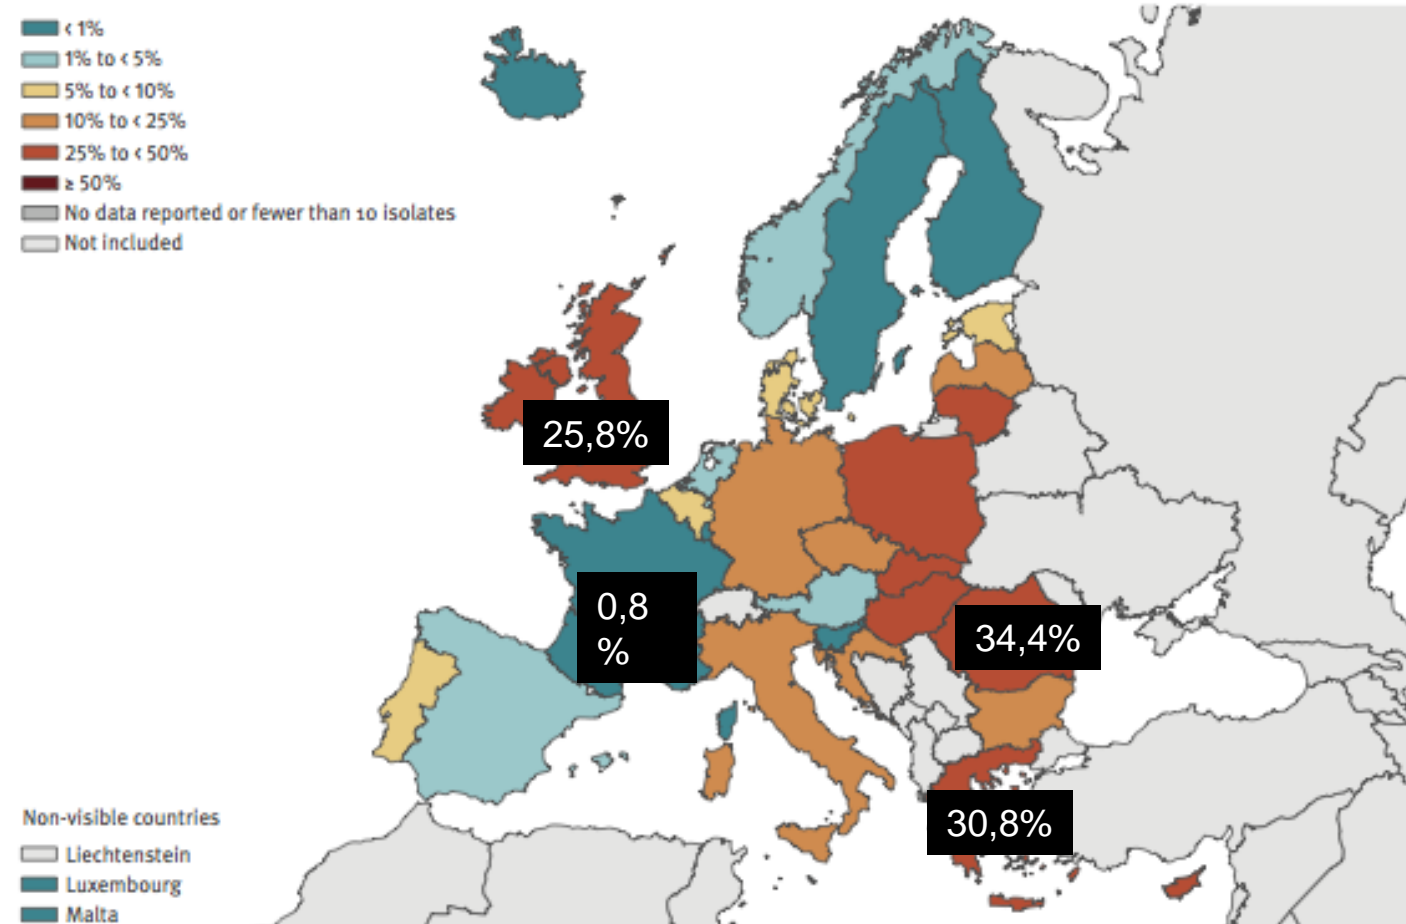 < 1%
1% to < 5%
5% to < 10%
10% to < 25%
25% to < 50%
≥ 50%
No data reported or fewer than 10 isolates
Not included
25,8%
0,8
%
34,4%
30,8%
Non-visible countries
Liechtenstein
Luxembourg
Malta